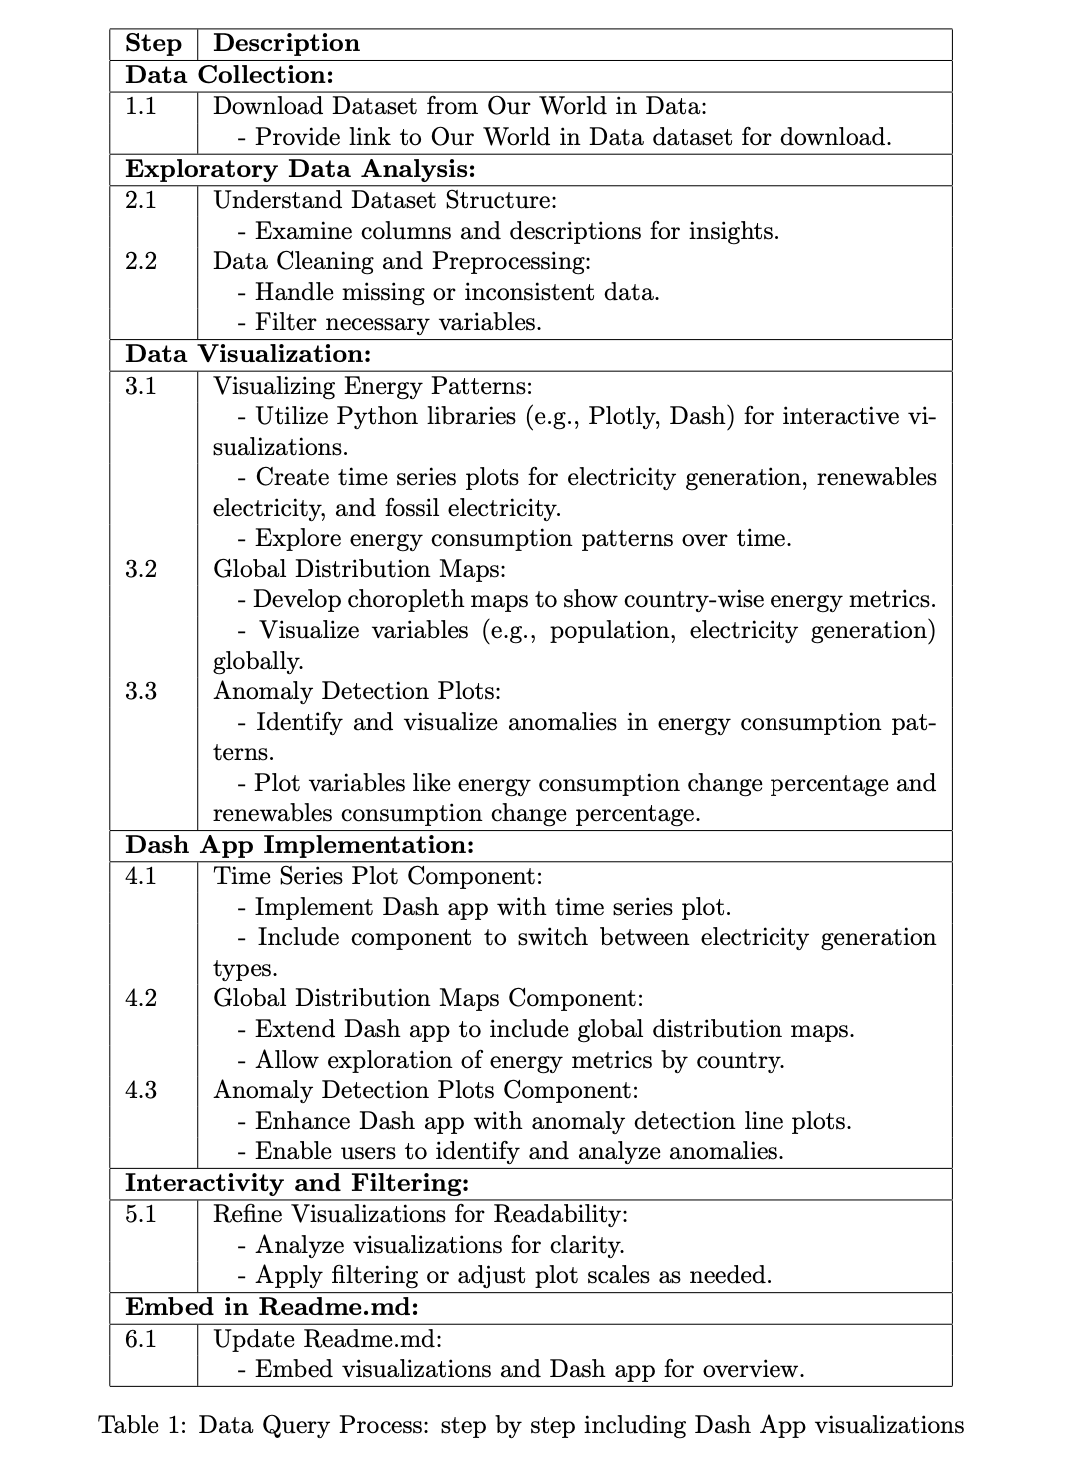 Step Description
Data Collection:
1.1 Download Dataset from Our World in Data:
- Provide link to Our World in Data dataset for download.
Exploratory Data Analysis:
2.1 Understand Dataset Structure:
- Examine columns and descriptions for insights.
2.2 Data Cleaning and Preprocessing:
- Handle missing or inconsistent data.
- Filter necessary variables.
Data Visualization:
3.1 Visualizing Energy Patterns:
- Utilize Python libraries (e.g., Plotly, Dash) for interactive vi-
sualizations.
- Create time series plots for electricity generation, renewables
electricity, and fossil electricity.
- Explore energy consumption patterns over time.
3.2 Global Distribution Maps:
- Develop choropleth maps to show country-wise energy metrics.
- Visualize variables (e.g., population, electricity generation)
globally.
3.3 Anomaly Detection Plots:
- Identify and visualize anomalies in energy consumption pat-
terns.
- Plot variables like energy consumption change percentage and
renewables consumption change percentage.
Dash App Implementation:
4.1 Time Series Plot Component:
- Implement Dash app with time series plot.
- Include component to switch between electricity generation
types.
4.2 Global Distribution Maps Component:
- Extend Dash app to include global distribution maps.
- Allow exploration of energy metrics by country.
4.3 Anomaly Detection Plots Component:
- Enhance Dash app with anomaly detection line plots.
- Enable users to identify and analyze anomalies.
Interactivity and Filtering:
5.1 Refine Visualizations for Readability:
- Analyze visualizations for clarity.
- Apply filtering or adjust plot scales as needed.
Embed in Readme.md:
6.1 Update Readme.md:
- Embed visualizations and Dash app for overview.
Table 1: Data Query Process: step by step including Dash App visualizations